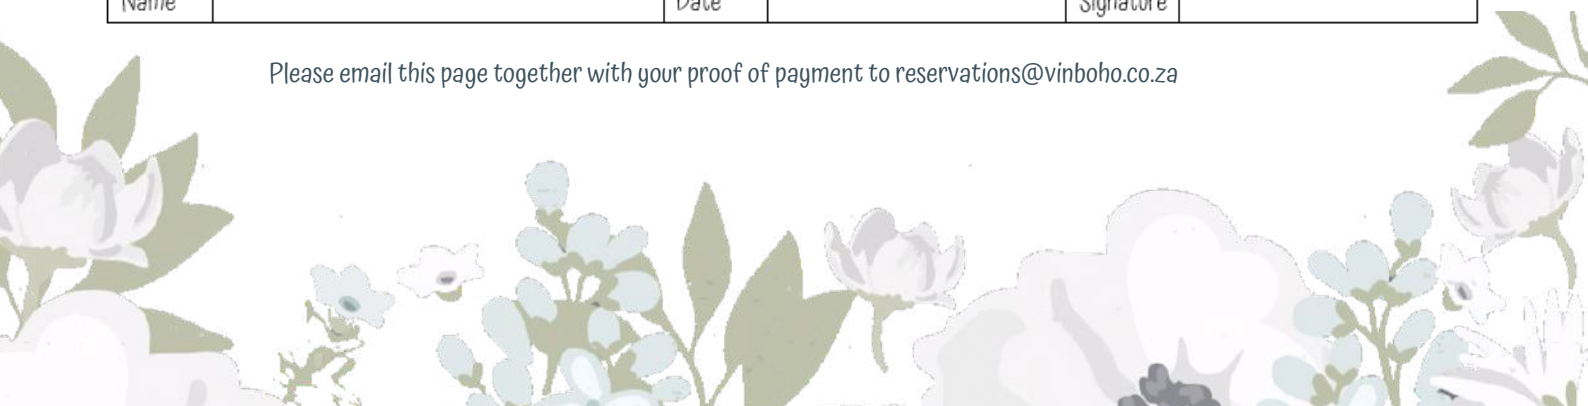 Name Date Signature
Please email this page together with your proof of payment to reservations@vinboho.co.za